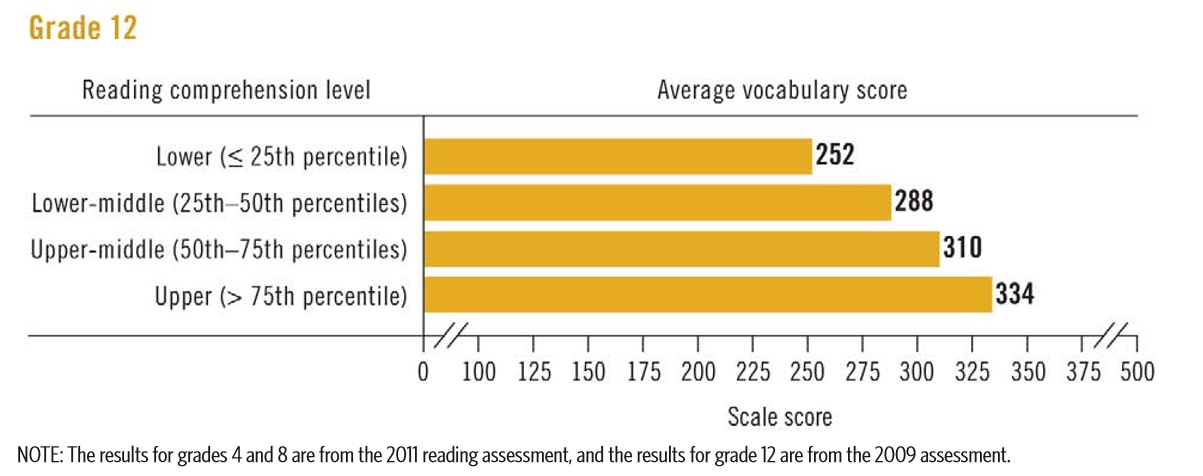 Grade 12
Reading comprehension level Average vocabulary score
Lower (≤ 25th percentile) 252
Lower-middle (25th–50th percentiles) 288
Upper-middle (50th–75th percentiles) 310
Upper (> 75th percentile) 334
0 100 125 150 175 200 225 250 275 300 325 350 375 500
Scale score
NOTE: The results for grades 4 and 8 are from the 2011 reading assessment, and the results for grade 12 are from the 2009 assessment.